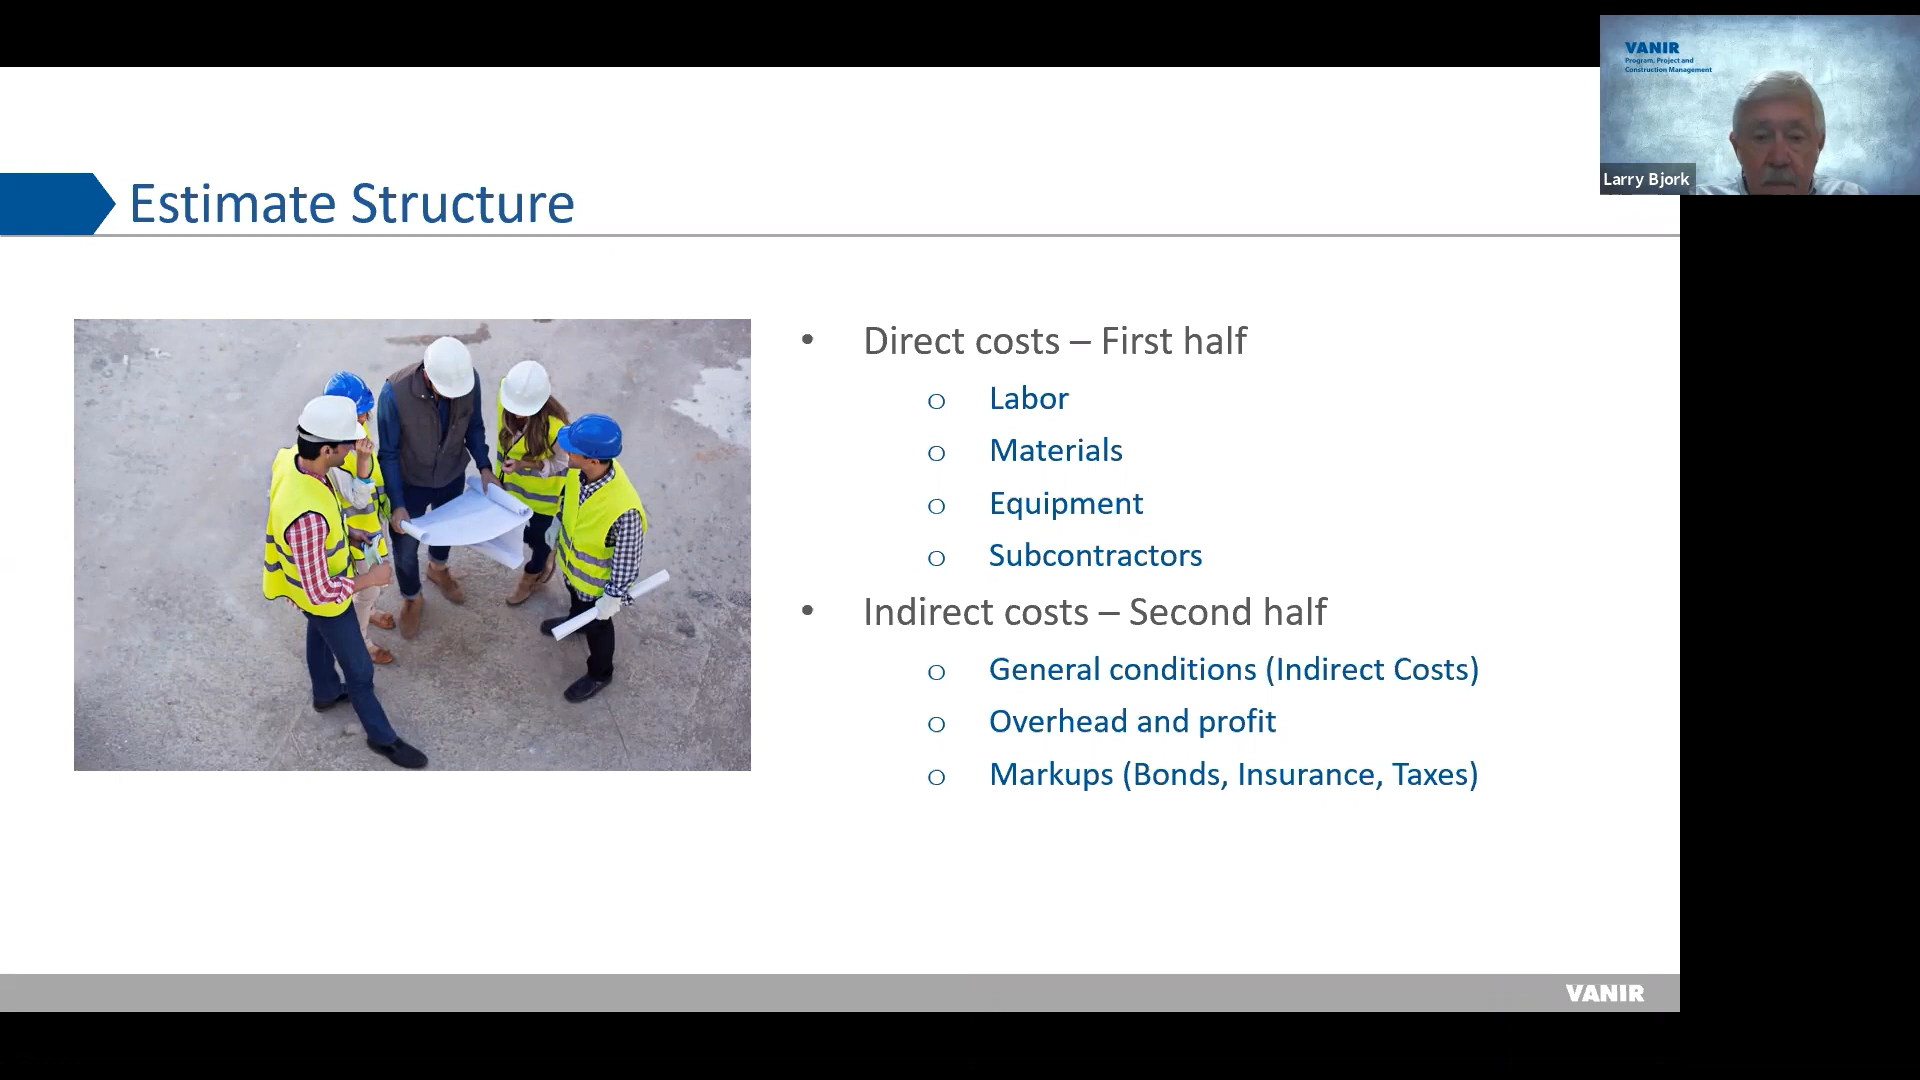 VANIR
Program, Project and
Construction Management
Larry Bjork
Estimate Structure
• Direct costs – First half
o Labor
o Materials
o Equipment
o Subcontractors
• Indirect costs – Second half
o General conditions (Indirect Costs)
o Overhead and profit
o Markups (Bonds, Insurance, Taxes)
VANIR